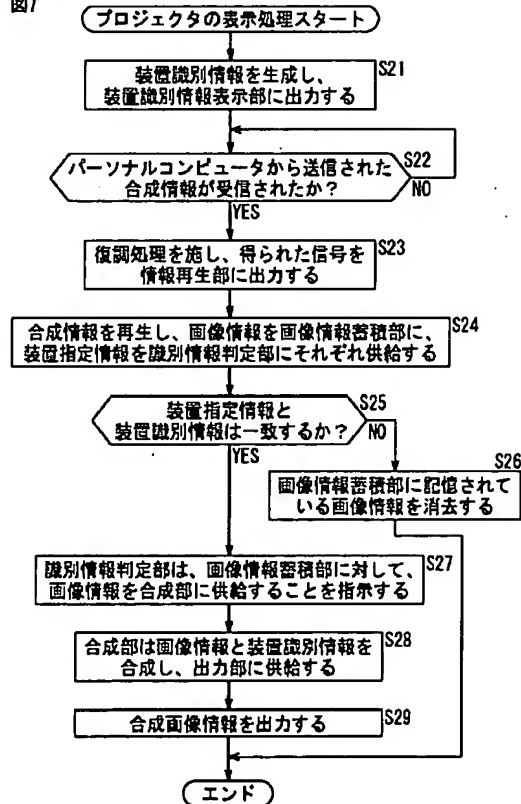 図7
プロジェクタの表示処理スタート
装置識別情報を生成し、
装置識別情報表示部に出力する
S21
パーソナルコンピュータから送信された
合成情報が受信されたか？
S22
NO
YES
復調処理を施し、得られた信号を
情報再生部に出力する
S23
合成情報を再生し、画像情報を画像情報蓄積部に、
装置指定情報を識別情報判定部にそれぞれ供給する
S24
装置指定情報と
装置識別情報は一致するか？
S25
NO
YES
S26
画像情報蓄積部に記憶されて
いる画像情報を消去する
識別情報判定部は、画像情報蓄積部に対して、
画像情報を合成部に供給することを指示する
S27
合成部は画像情報と装置識別情報を
合成し、出力部に供給する
S28
合成画像情報を出力する
S29
エンド